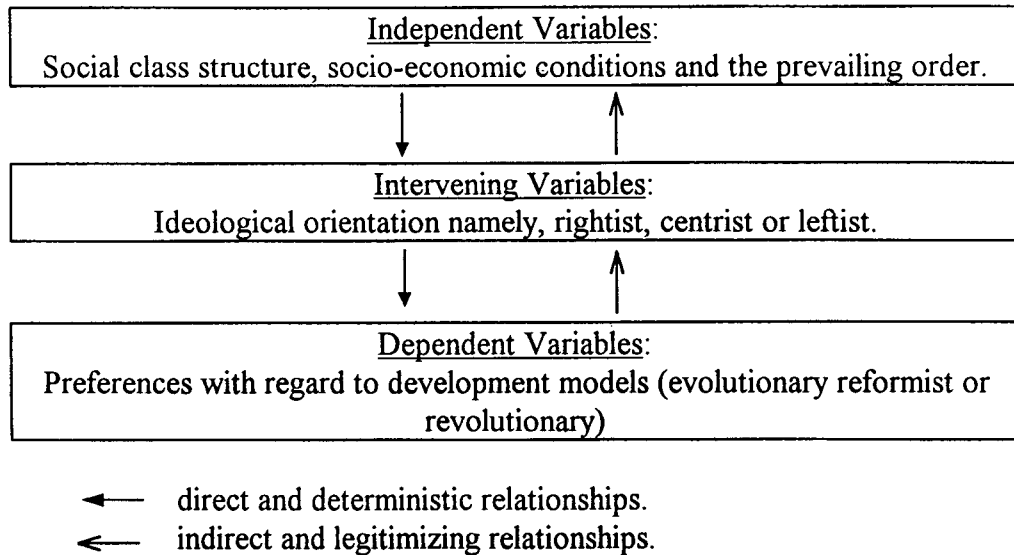 Independent Variables:
Social class structure, socio-economic conditions and the prevailing order.
Intervening Variables:
Ideological orientation namely, rightist, centrist or leftist.
Dependent Variables:
Preferences with regard to development models (evolutionary reformist or
revolutionary)
direct and deterministic relationships.
indirect and legitimizing relationships.